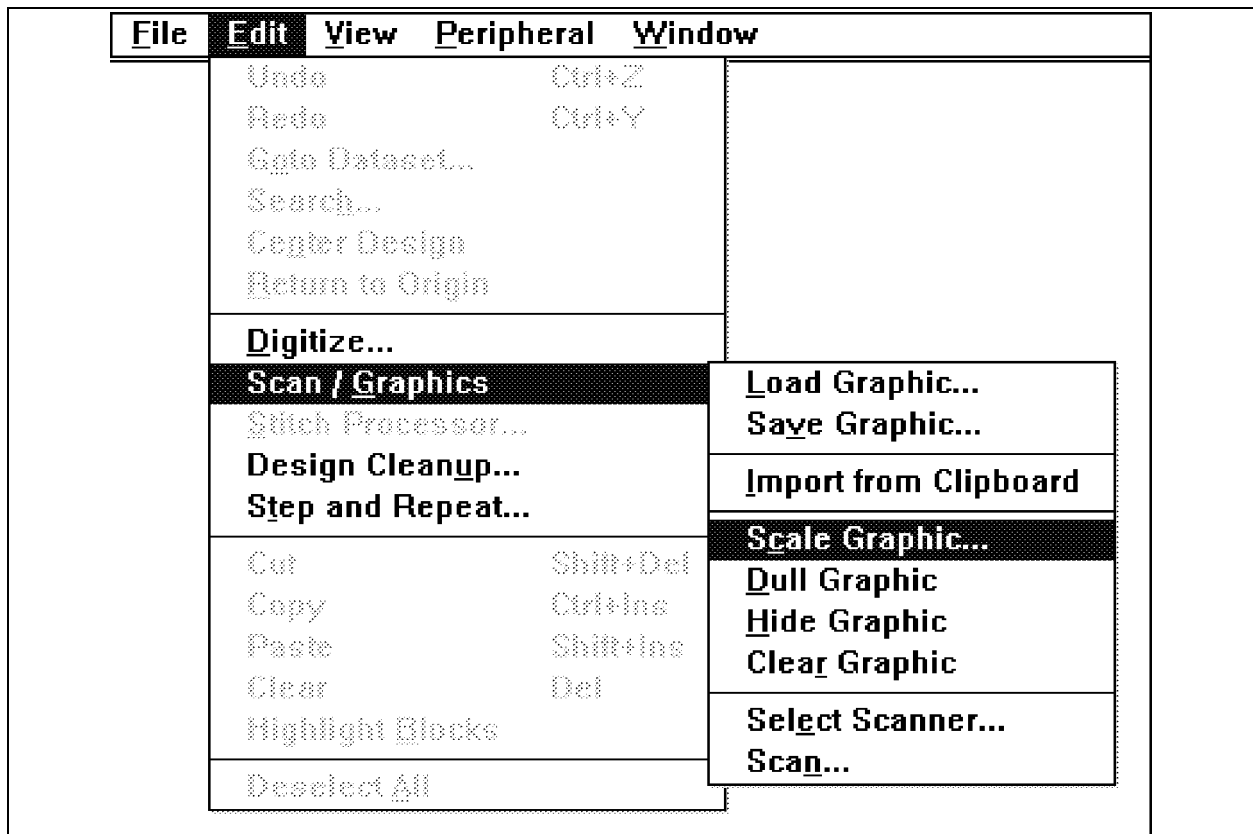 File Edit View Peripheral Window
Undo Ctrl+Z
Redo Ctrl+Y
Goto Dataset...
Search...
Center Design
Return to Origin
Digitize...
Scan / Graphics
Stitch Processor...
Design Cleanup...
Step and Repeat...
Cut Shift+Del
Copy Ctrl+Ins
Paste Shift+Ins
Clear Del
Highlight Blocks
Deselect All
Load Graphic...
Save Graphic...
Import from Clipboard
Scale Graphic...
Dull Graphic
Hide Graphic
Clear Graphic
Select Scanner...
Scan...